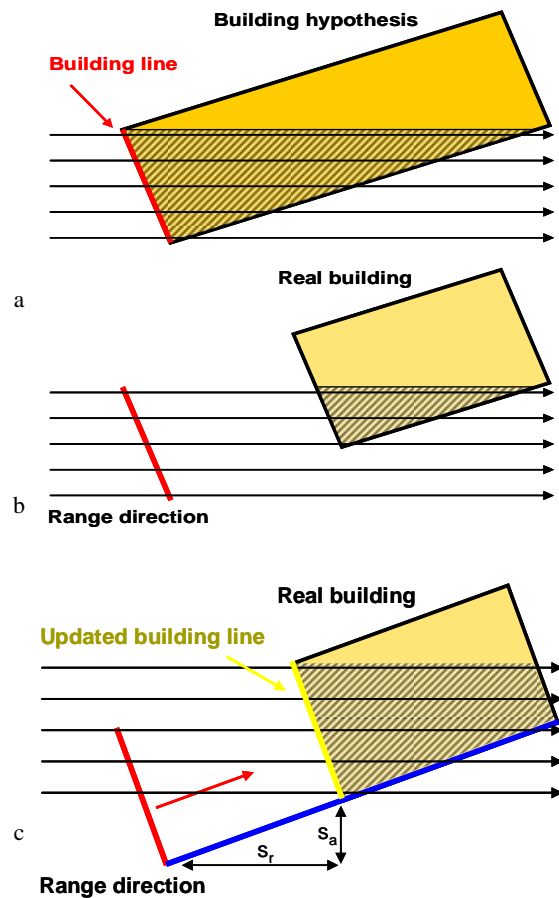 Building hypothesis
Building line
a
Real building
b
Range direction
Real building
Updated building line
c
Sa
Sr
Range direction